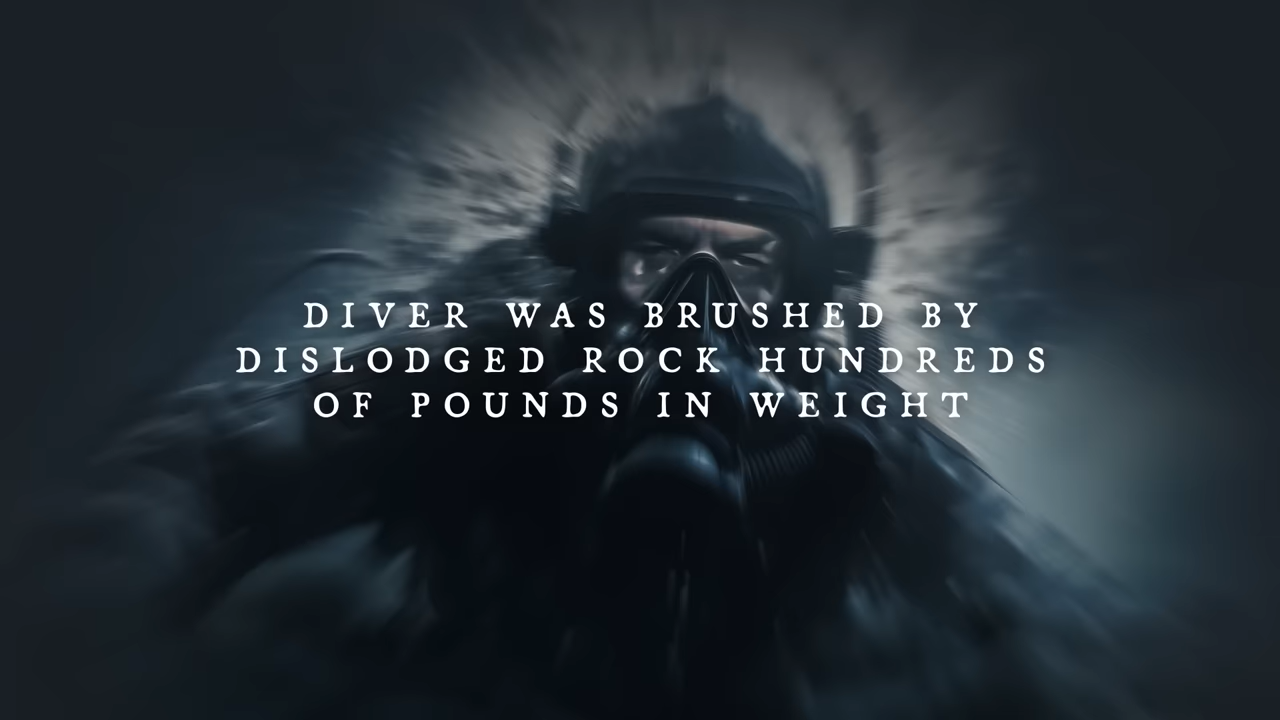 DIVER WAS BRUSHED BY
DISLODGED ROCK HUNDREDS
OF POUNDS IN WEIGHT